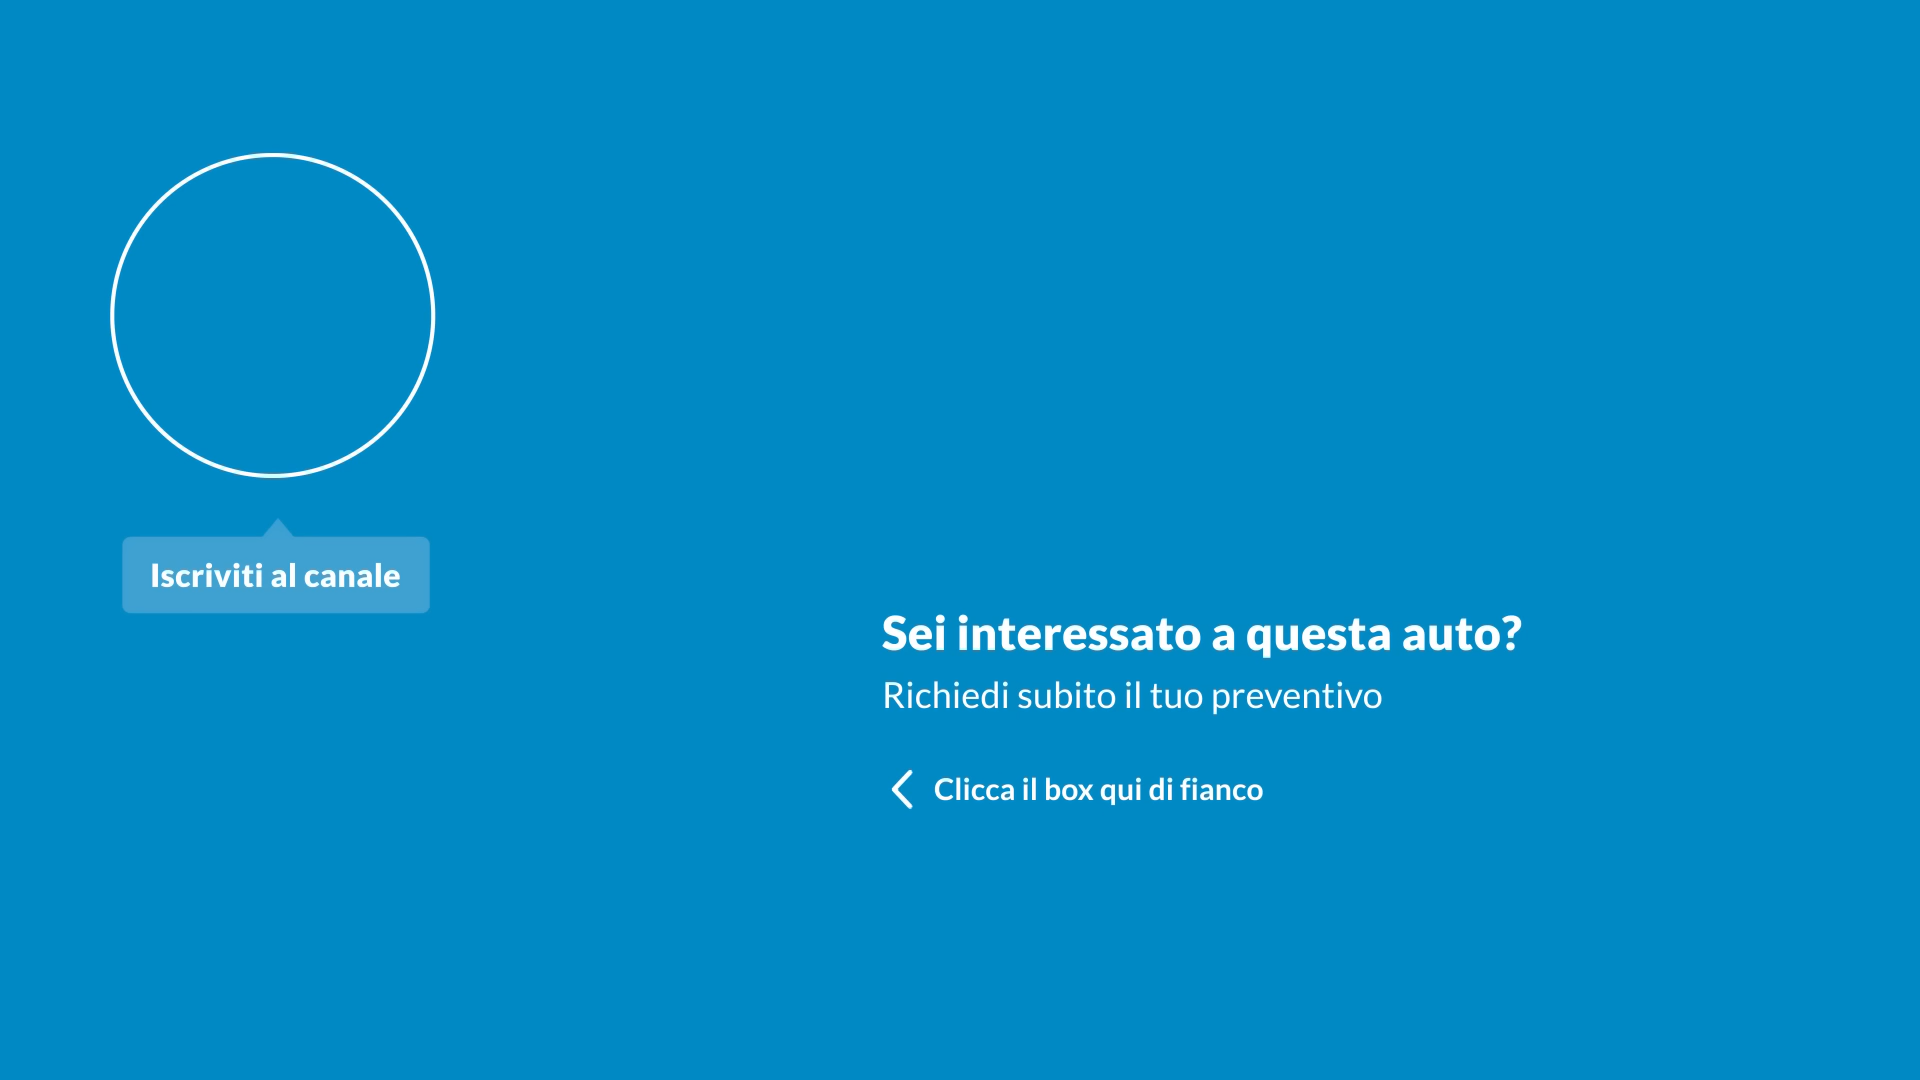 Iscriviti al canale
Sei interessato a questa auto?
Richiedi subito il tuo preventivo
Clicca il box qui di fianco